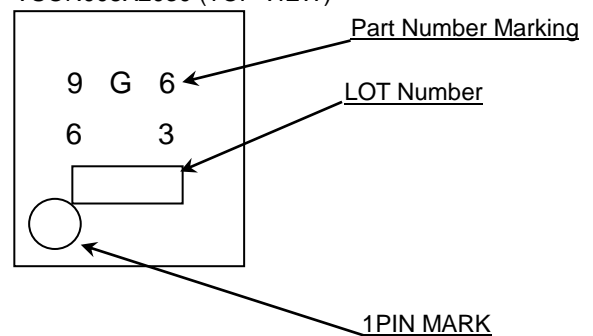 Part Number Marking
9 G 6
LOT Number
6 3
1PIN MARK